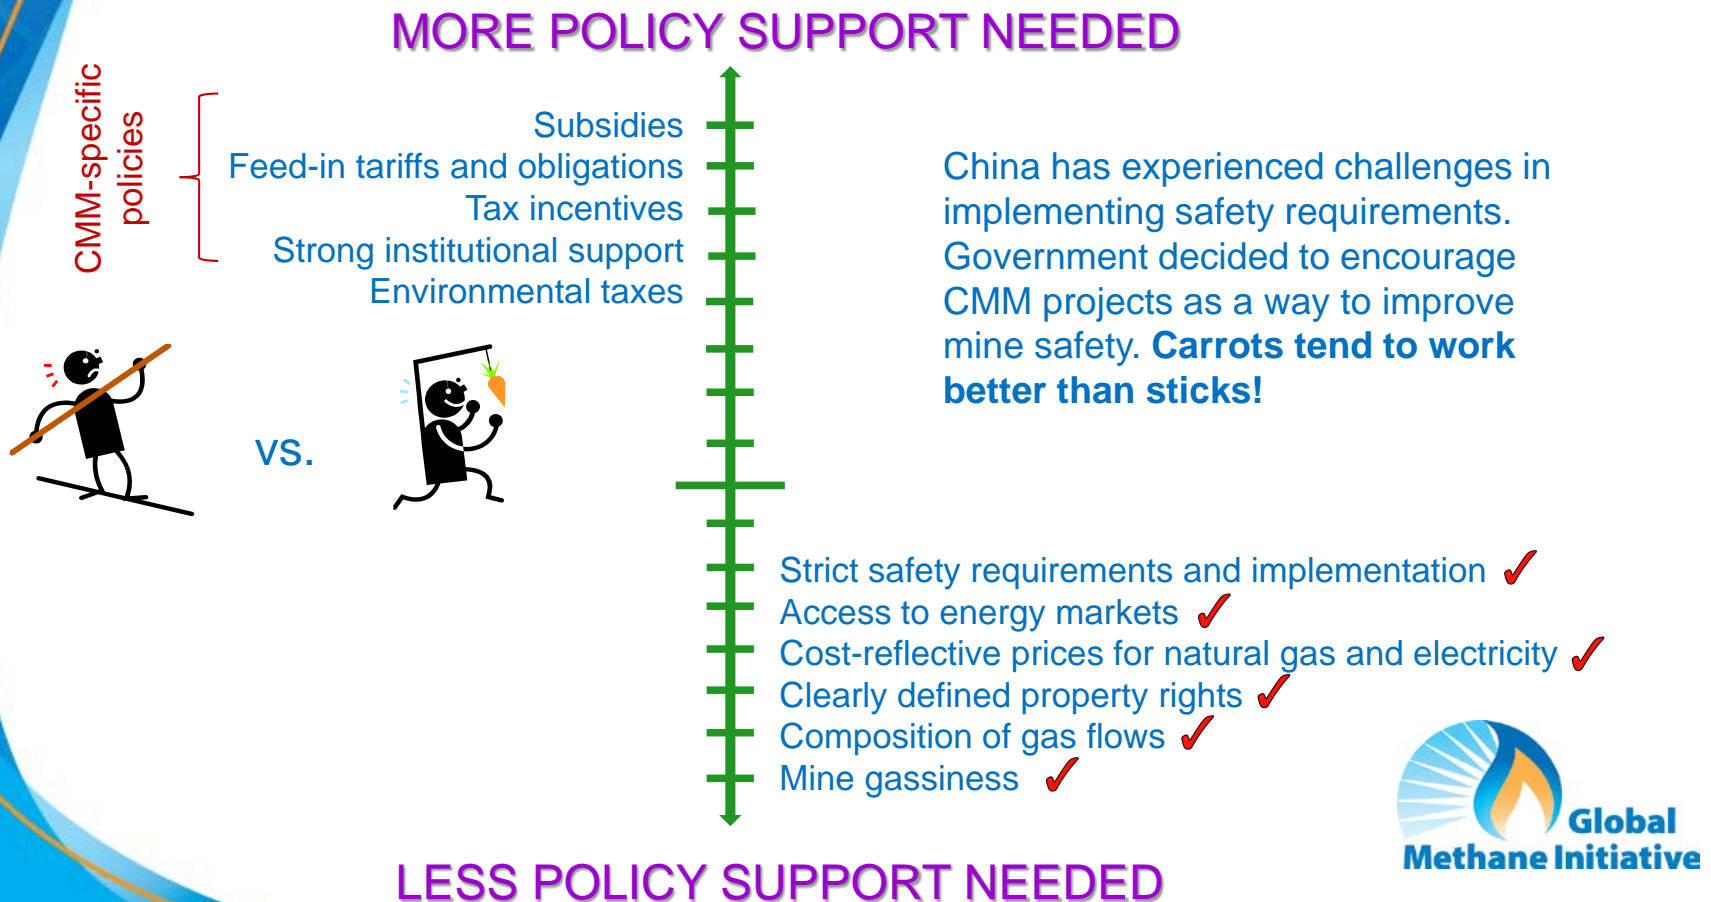 MORE POLICY SUPPORT NEEDED
CMM-specific
policies
Subsidies
Feed-in tariffs and obligations
Tax incentives
Strong institutional support
Environmental taxes
vs.
China has experienced challenges in
implementing safety requirements.
Government decided to encourage
CMM projects as a way to improve
mine safety. Carrots tend to work
better than sticks!
Strict safety requirements and implementation
Access to energy markets
Cost-reflective prices for natural gas and electricity
Clearly defined property rights
Composition of gas flows
Mine gassiness
Global
Methane Initiative
LESS POLICY SUPPORT NEEDED